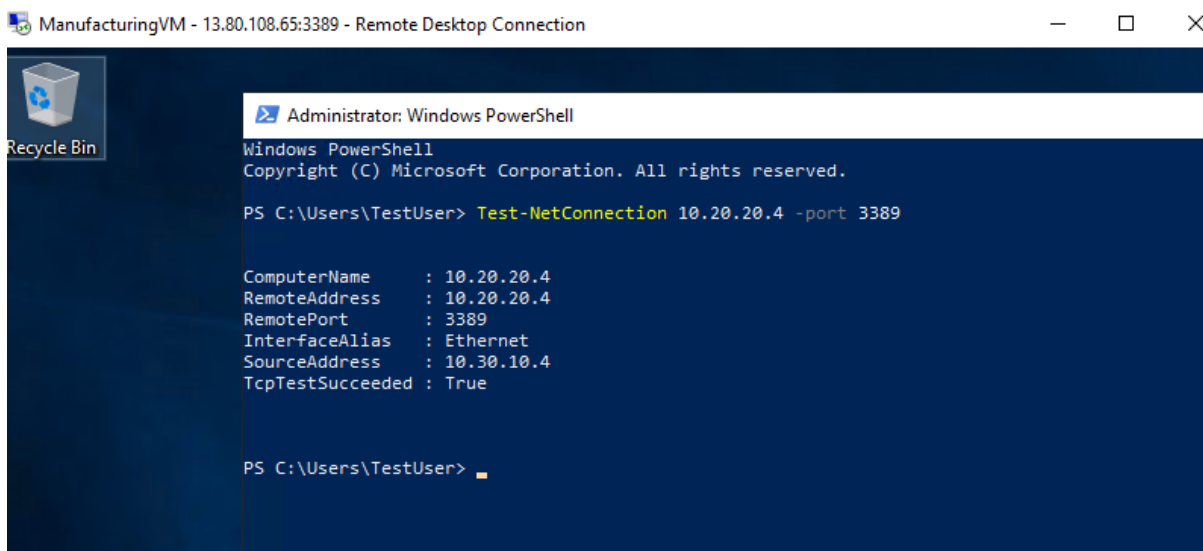 ManufacturingVM - 13.80.108.65:3389 - Remote Desktop Connection
Recycle Bin
Administrator: Windows PowerShell
Windows PowerShell
Copyright (C) Microsoft Corporation. All rights reserved.
PS C:\Users\TestUser> Test-NetConnection 10.20.20.4 -port 3389
ComputerName     : 10.20.20.4
RemoteAddress    : 10.20.20.4
RemotePort       : 3389
InterfaceAlias   : Ethernet
SourceAddress    : 10.30.10.4
TcpTestSucceeded : True
PS C:\Users\TestUser>